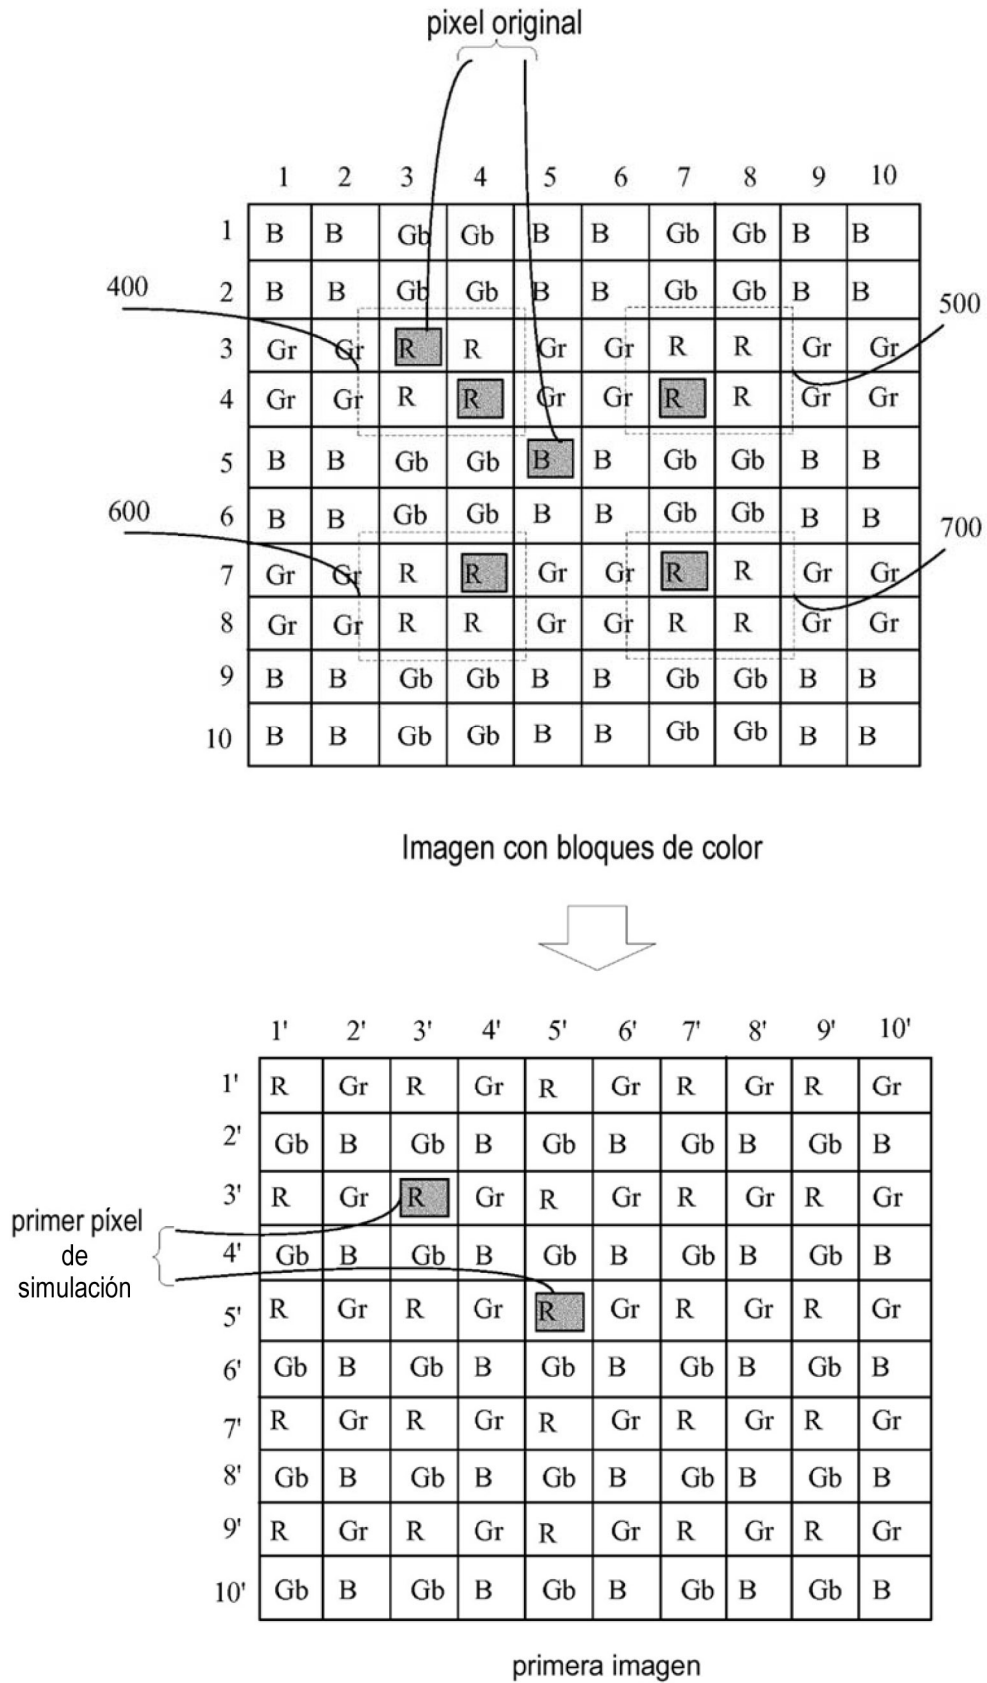 pixel original
1 2 3 4 5 6 7 8 9 10
1 B B Gb Gb B B Gb Gb B B
400
2 B B Gb Gb B B Gb Gb B B
500
3 Gr Gr R R Gr Gr R R Gr Gr
4 Gr Gr R R Gr Gr R R Gr Gr
5 B B Gb Gb B B Gb Gb B B
600
6 B B Gb Gb B B Gb Gb B B
700
7 Gr Gr R R Gr Gr R R Gr Gr
8 Gr Gr R R Gr Gr R R Gr Gr
9 B B Gb Gb B B Gb Gb B B
10 B B Gb Gb B B Gb Gb B B
Imagen con bloques de color
1' 2' 3' 4' 5' 6' 7' 8' 9' 10'
1' R Gr R Gr R Gr R Gr R Gr
2' Gb B Gb B Gb B Gb B Gb B
3' R Gr R Gr R Gr R Gr R Gr
primer píxel
de
simulación
4' Gb B Gb B Gb B Gb B Gb B
5' R Gr R Gr R Gr R Gr R Gr
6' Gb B Gb B Gb B Gb B Gb B
7' R Gr R Gr R Gr R Gr R Gr
8' Gb B Gb B Gb B Gb B Gb B
9' R Gr R Gr R Gr R Gr R Gr
10' Gb B Gb B Gb B Gb B Gb B
primera imagen